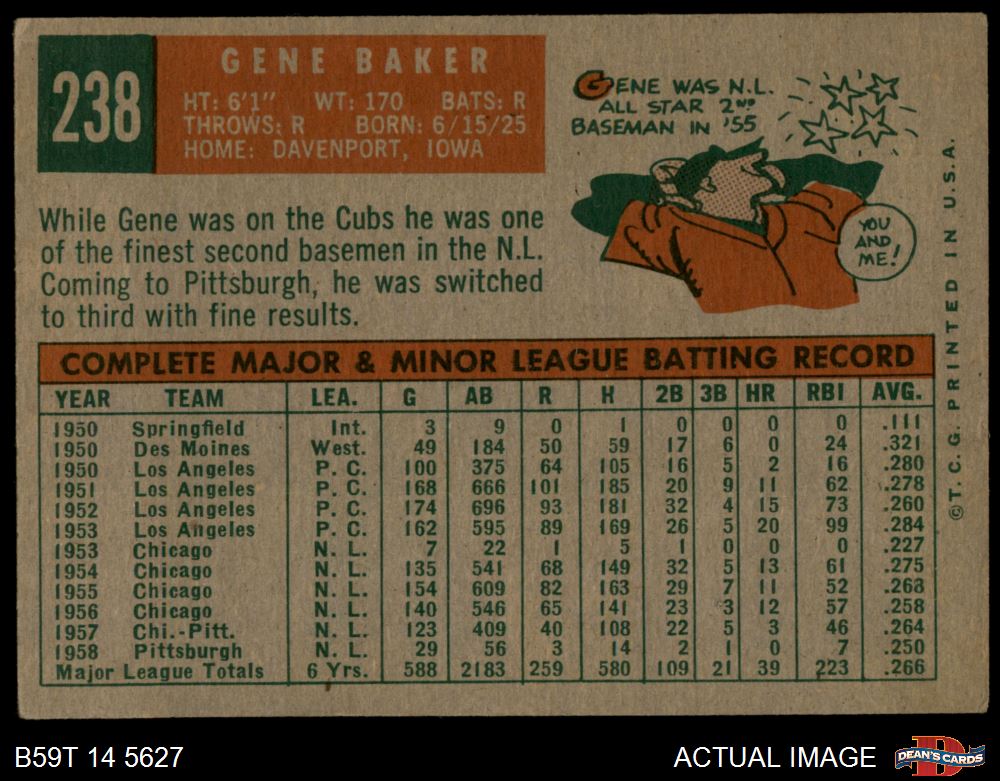 238
GENE BAKER
HT: 6'1" WT: 170 BATS: R
THROWS: R BORN: 6/15/25
HOME: DAVENPORT, IOWA
GENE WAS N.L.
ALL STAR 2ND
BASEMAN IN '55
YOU
AND
ME!
While Gene was on the Cubs he was one
of the finest second basemen in the N.L.
Coming to Pittsburgh, he was switched
to third with fine results.
COMPLETE MAJOR & MINOR LEAGUE BATTING RECORD
YEAR TEAM LEA. G AB R H 2B 3B HR RBI AVG.
1950 Springfield Int. 3 9 0 1 0 0 0 0 .111
1950 Des Moines West. 49 184 50 59 17 6 0 24 .321
1950 Los Angeles P. C. 100 375 64 105 16 5 2 16 .280
1951 Los Angeles P. C. 168 666 101 185 20 9 11 62 .278
1952 Los Angeles P. C. 174 696 93 181 32 4 15 73 .260
1953 Los Angeles P. C. 162 595 89 169 26 5 20 99 .284
1953 Chicago N. L. 7 22 1 5 1 0 0 0 .227
1954 Chicago N. L. 135 541 68 149 32 5 13 61 .275
1955 Chicago N. L. 154 609 82 163 29 7 11 52 .268
1956 Chicago N. L. 140 546 65 141 23 3 12 57 .258
1957 Chi.-Pitt. N. L. 123 409 40 108 22 5 3 46 .264
1958 Pittsburgh N. L. 29 56 3 14 2 1 0 7 .250
Major League Totals 6 Yrs. 588 2183 259 580 109 21 39 223 .266
© T. C. G. PRINTED IN U.S.A.
B59T 14 5627
ACTUAL IMAGE
D
DEAN'S CARDS